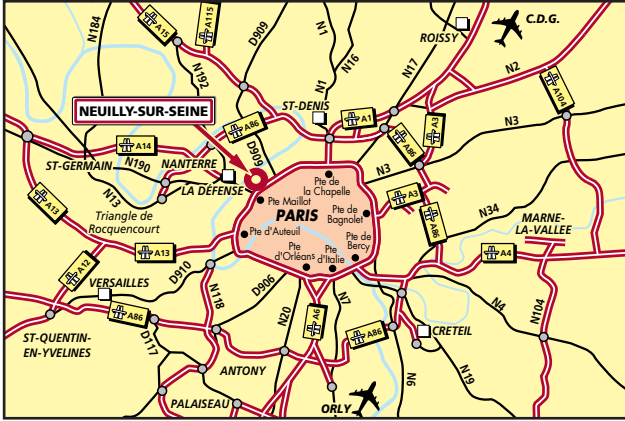 N184
A15
A115
D909
N1
N1
N16
ROISSY
C.D.G.
N192
N17
N2
A104
ST-DENIS
A1
A3
N3
NEUILLY-SUR-SEINE
A86
A86
D909
A14
ST-GERMAIN
N190
NANTERRE
LA DÉFENSE
N13
N3
Pte de
la Chapelle
A3
A13
Triangle de
Rocquencourt
Pte Maillot
PARIS
Pte de
Bagnolet
N34
Pte d'Auteuil
Pte de
Bercy
A86
MARNE-
LA-VALLEE
A13
Pte
d'Orléans
Pte
d'Italie
A4
A12
D910
VERSAILLES
N118
D906
N7
N4
N104
A86
A6
A86
N20
CRETEIL
ST-QUENTIN-
EN-YVELINES
D117
ANTONY
N6
N19
PALAISEAU
ORLY